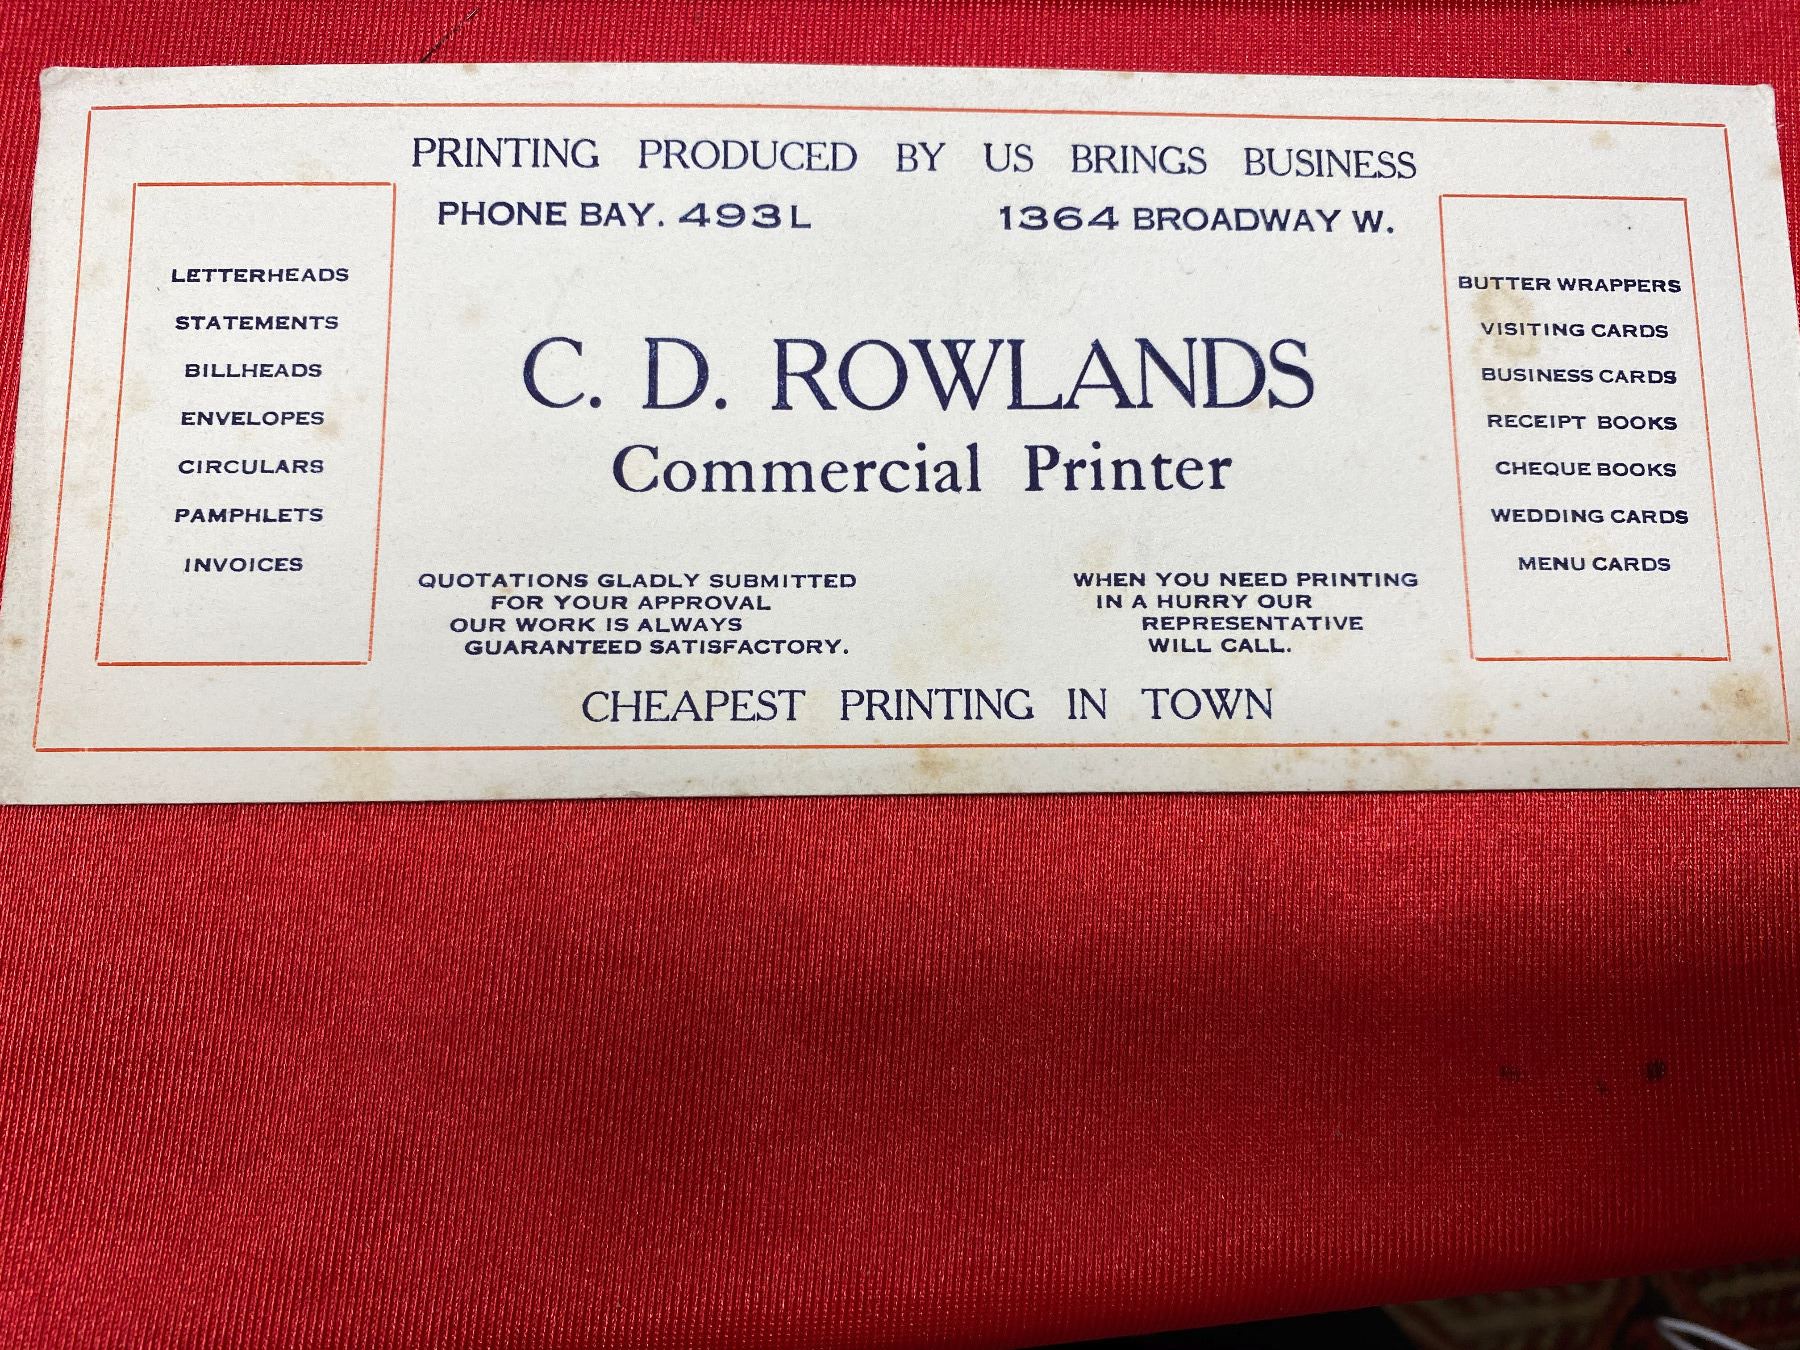 PRINTING PRODUCED BY US BRINGS BUSINESS
PHONE BAY. 493L
1364 BROADWAY W.
LETTERHEADS
STATEMENTS
BILLHEADS
ENVELOPES
CIRCULARS
PAMPHLETS
INVOICES
C. D. ROWLANDS
Commercial Printer
QUOTATIONS GLADLY SUBMITTED
FOR YOUR APPROVAL
OUR WORK IS ALWAYS
GUARANTEED SATISFACTORY.
WHEN YOU NEED PRINTING
IN A HURRY OUR
REPRESENTATIVE
WILL CALL.
BUTTER WRAPPERS
VISITING CARDS
BUSINESS CARDS
RECEIPT BOOKS
CHEQUE BOOKS
WEDDING CARDS
MENU CARDS
CHEAPEST PRINTING IN TOWN